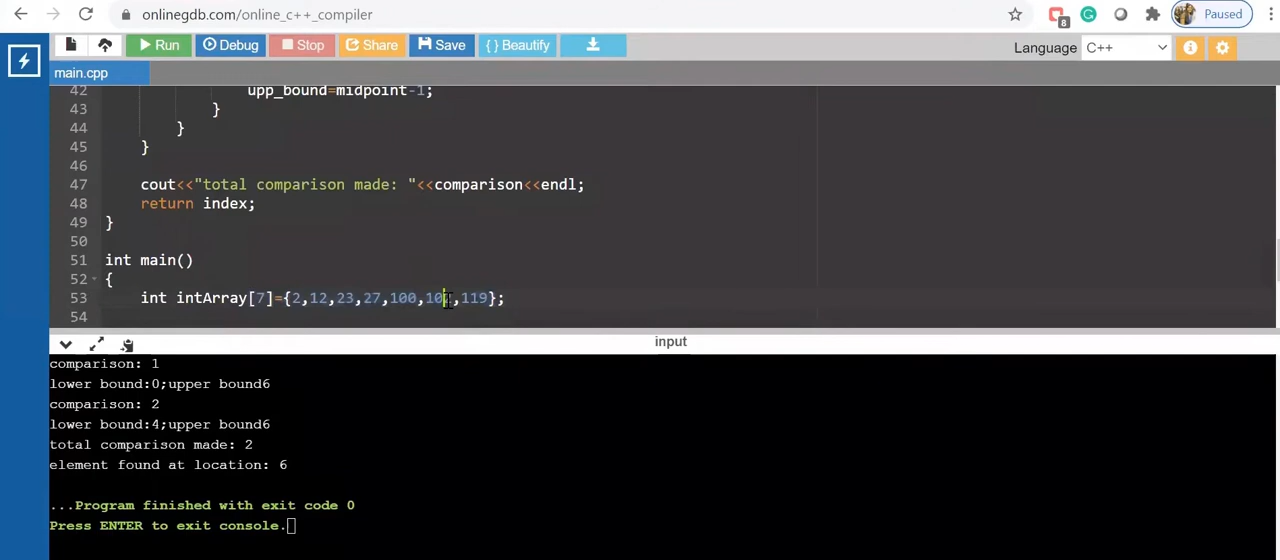 onlinegdb.com/online_c++_compiler
8
Paused
Run Debug Stop Share Save { } Beautify Language C++
main.cpp
42 upp_bound=midpoint-1;
43 }
44 }
45 }
46
47 cout<<"total comparison made: "<<comparison<<endl;
48 return index;
49 }
50
51 int main()
52 {
53 int intArray[7]={2,12,23,27,100, ,119};
54
input
comparison: 1
lower bound:0;upper bound6
comparison: 2
lower bound:4;upper bound6
total comparison made: 2
element found at location: 6
...Program finished with exit code 0
Press ENTER to exit console.